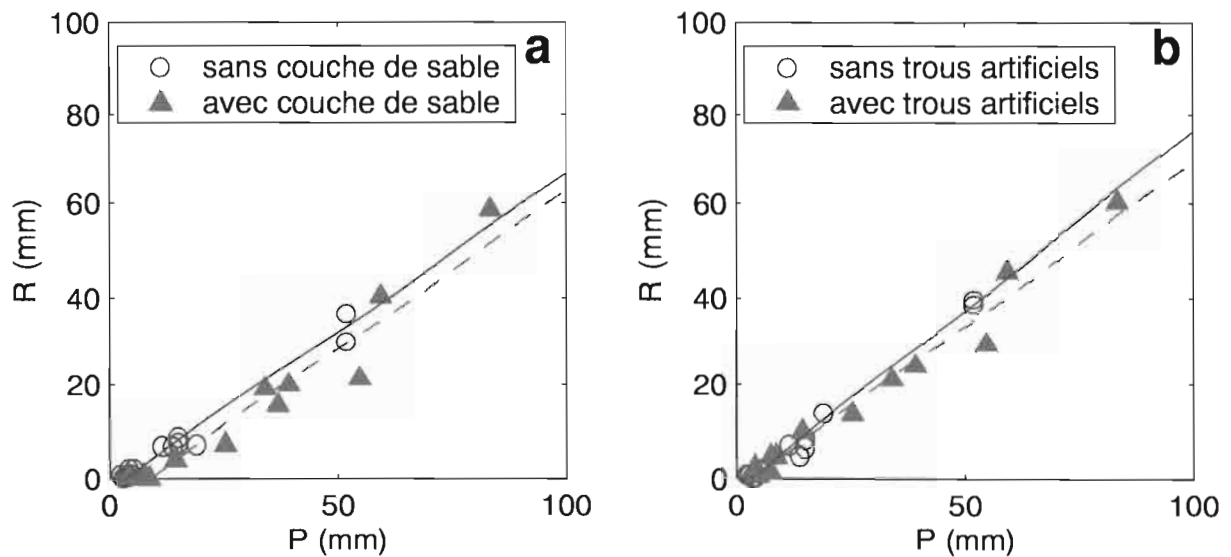 100
80
60
40
20
0
R (mm)
sans couche de sable
avec couche de sable
a
0
50
100
P (mm)
100
80
60
40
20
0
R (mm)
sans trous artificiels
avec trous artificiels
b
0
50
100
P (mm)